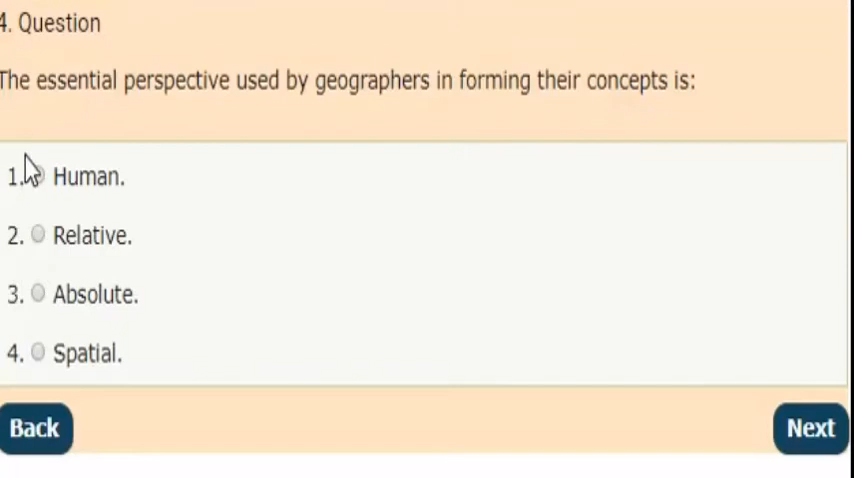 4. Question
The essential perspective used by geographers in forming their concepts is:
1. Human.
2. Relative.
3. Absolute.
4. Spatial.
Back
Next